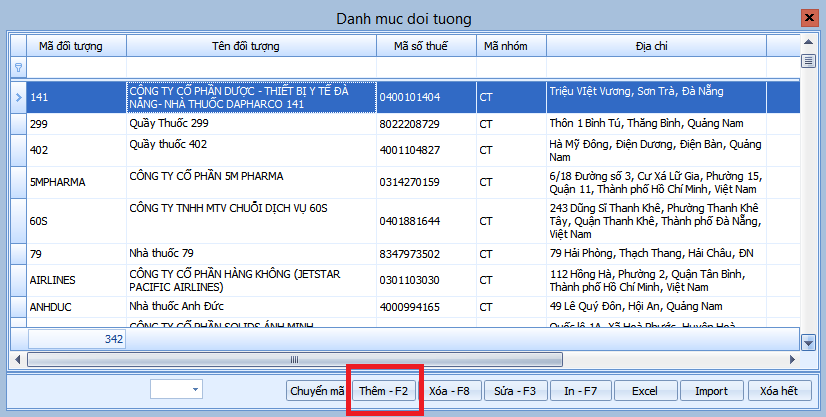 Danh muc doi tuong
Mã đối tượng Tên đối tượng Mã số thuế Mã nhóm Địa chỉ
141 CÔNG TY CỔ PHẦN DƯỢC - THIẾT BỊ Y TẾ ĐÀ 0400101404 CT Triệu VIệt Vương, Sơn Trà, Đà Nẵng
NẴNG- NHÀ THUỐC DAPHARCO 141
299 Quầy Thuốc 299 8022208729 CT Thôn 1 Bình Tú, Thăng Bình, Quảng Nam
402 Quầy thuốc 402 4001104827 CT Hà Mỹ Đông, Điện Dương, Điện Bàn, Quảng
Nam
5MPHARMA CÔNG TY CỔ PHẦN 5M PHARMA 0314270159 CT 6/18 Đường số 3, Cư Xá Lữ Gia, Phường 15,
Quận 11, Thành phố Hồ Chí Minh, Việt Nam
60S CÔNG TY TNHH MTV CHUỖI DỊCH VỤ 60S 0401881644 CT 243 Dũng Sĩ Thanh Khê, Phường Thanh Khê
Tây, Quận Thanh Khê, Thành phố Đà Nẵng,
Việt Nam
79 Nhà thuốc 79 8347973502 CT 79 Hải Phòng, Thạch Thang, Hải Châu, ĐN
AIRLINES CÔNG TY CỔ PHẦN HÀNG KHÔNG (JETSTAR 0301103030 CT 112 Hồng Hà, Phường 2, Quận Tân Bình,
PACIFIC AIRLINES) Thành phố Hồ Chí Minh, Việt Nam
ANHDUC Nhà thuốc Anh Đức 4000994165 CT 49 Lê Quý Đôn, Hội An, Quảng Nam
CÔNG TY CỔ PHẦN SOLIDS ÁNH MINH Quốc lộ 1A, Xã Hoà Phước, Huyện Hoà
342
Chuyển mã Thêm - F2 Xóa - F8 Sửa - F3 In - F7 Excel Import Xóa hết